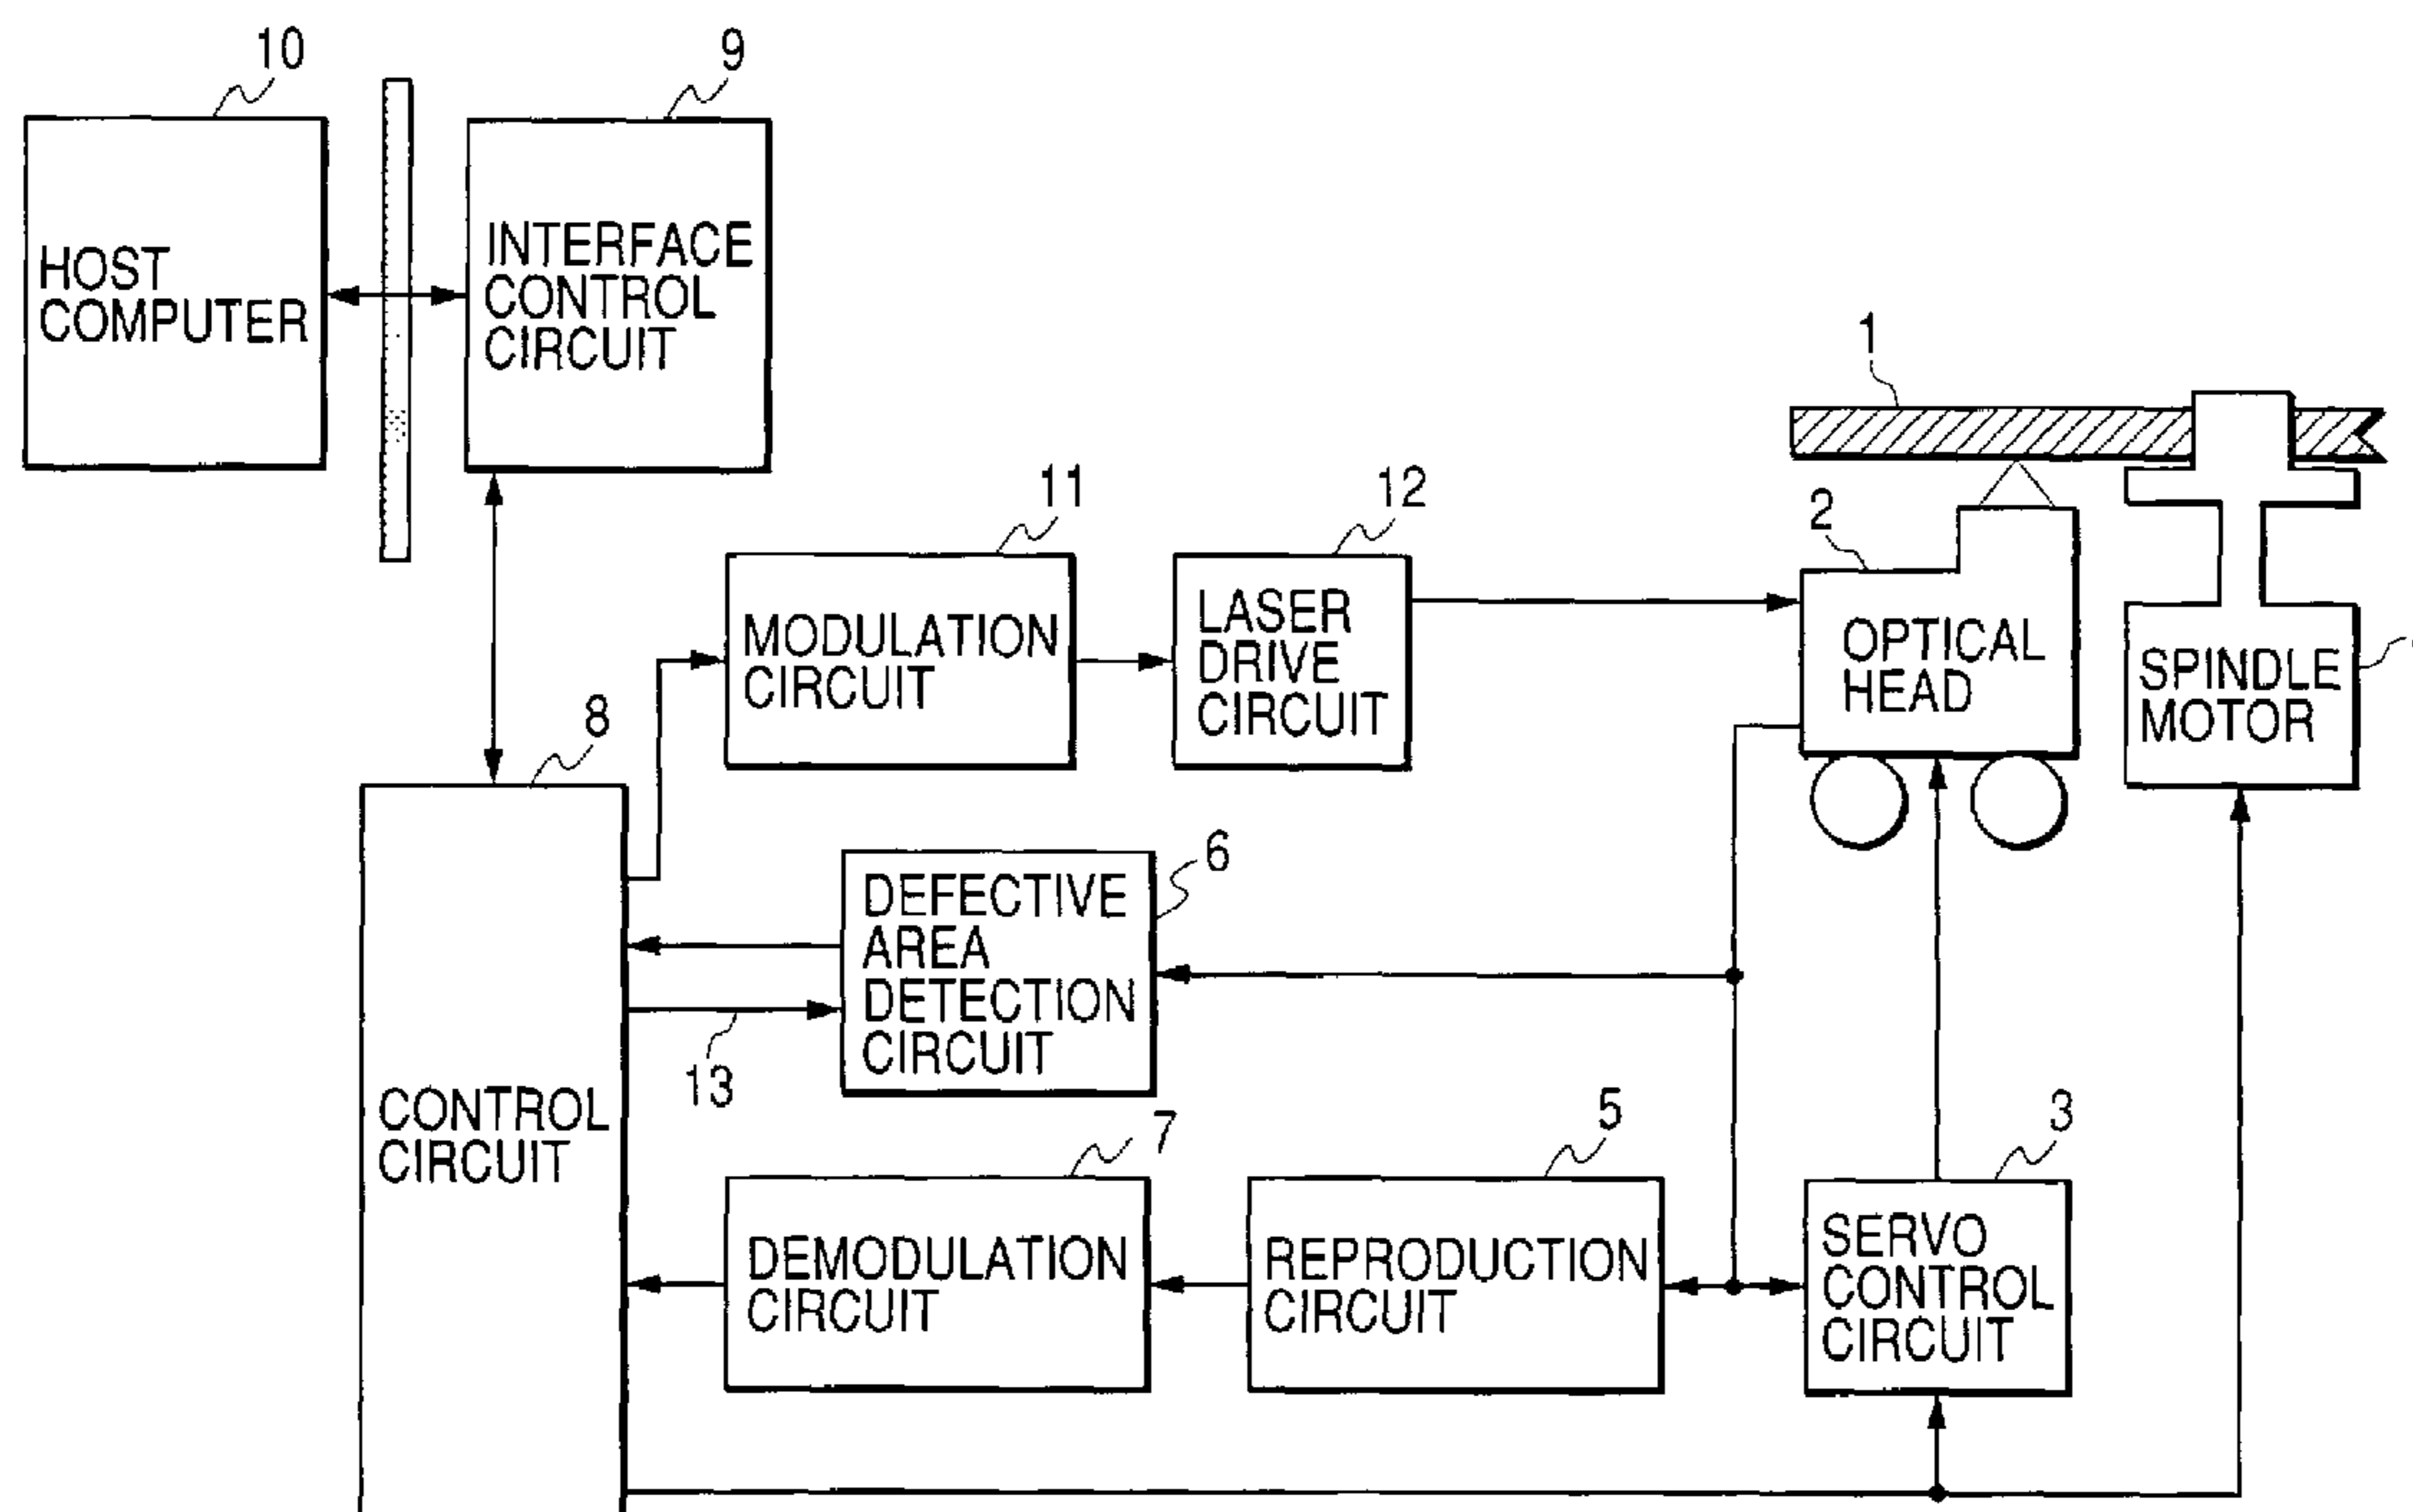 10
9
HOST
COMPUTER
INTERFACE
CONTROL
CIRCUIT
1
11
12
2
MODULATION
CIRCUIT
LASER
DRIVE
CIRCUIT
OPTICAL
HEAD
SPINDLE
MOTOR
8
6
DEFECTIVE
AREA
DETECTION
CIRCUIT
13
CONTROL
CIRCUIT
7
5
3
DEMODULATION
CIRCUIT
REPRODUCTION
CIRCUIT
SERVO
CONTROL
CIRCUIT